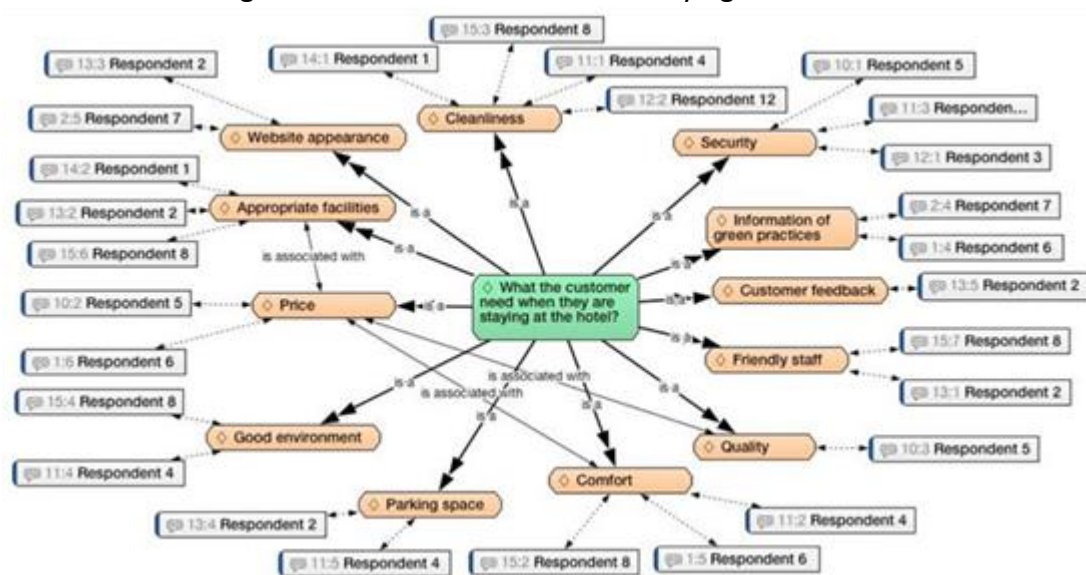 15:3 Respondent 8
13:3 Respondent 2
14:1 Respondent 1
11:1 Respondent 4
10:1 Respondent 5
2:5 Respondent 7
Website appearance
Cleanliness
12:2 Respondent 12
11:3 Responden...
Security
12:1 Respondent 3
14:2 Respondent 1
13:2 Respondent 2
Appropriate facilities
is a
is a
is a
is a
Information of
green practices
2:4 Respondent 7
1:4 Respondent 6
15:6 Respondent 8
is associated with
is a
What the customer
need when they are
staying at the hotel?
is a
Customer feedback
13:5 Respondent 2
10:2 Respondent 5
Price
is a
is a
Friendly staff
15:7 Respondent 8
13:1 Respondent 2
1:6 Respondent 6
is associated with
is associated with
is a
is a
is a
is a
15:4 Respondent 8
Good environment
11:4 Respondent 4
Quality
10:3 Respondent 5
Comfort
Parking space
13:4 Respondent 2
11:2 Respondent 4
11:5 Respondent 4
15:2 Respondent 8
1:5 Respondent 6